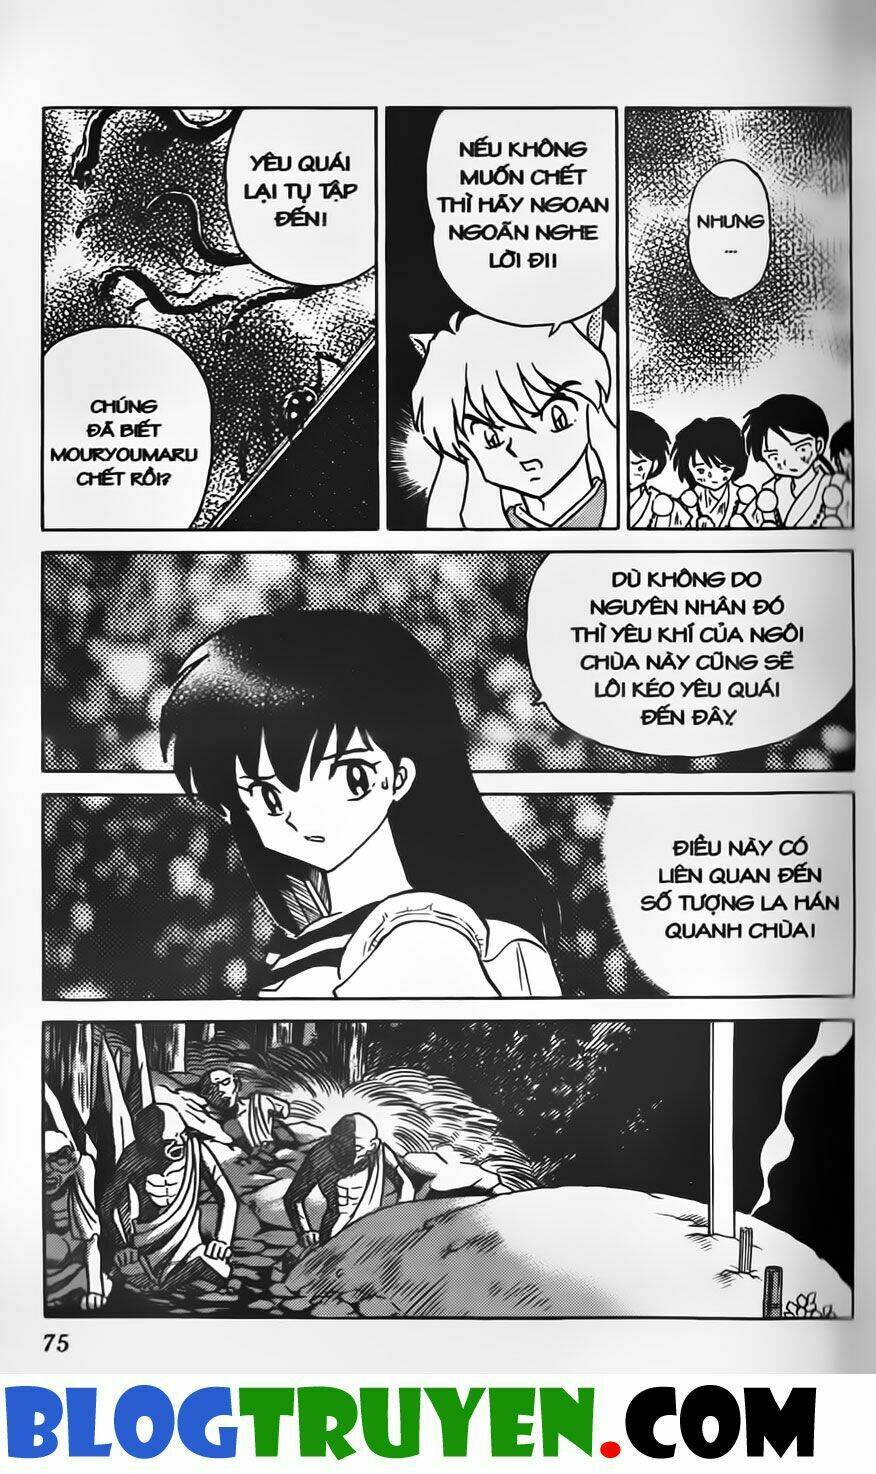 NHƯNG
...
NẾU KHÔNG
MUỐN CHẾT
THÌ HÃY NGOAN
NGOÃN NGHE
LỜI ĐI!
YÊU QUÁI
LẠI TỤ TẬP
ĐẾN!
CHÚNG
ĐÃ BIẾT
MOURYOUMARU
CHẾT RỒI?
DÙ KHÔNG DO
NGUYÊN NHÂN ĐÓ
THÌ YÊU KHÍ CỦA NGÔI
CHÙA NÀY CŨNG SẼ
LÔI KÉO YÊU QUÁI
ĐẾN ĐÂY.
ĐIỀU NÀY CÓ
LIÊN QUAN ĐẾN
SỐ TƯỢNG LA HÁN
QUANH CHÙA!
75
BLOGTRUYEN.COM